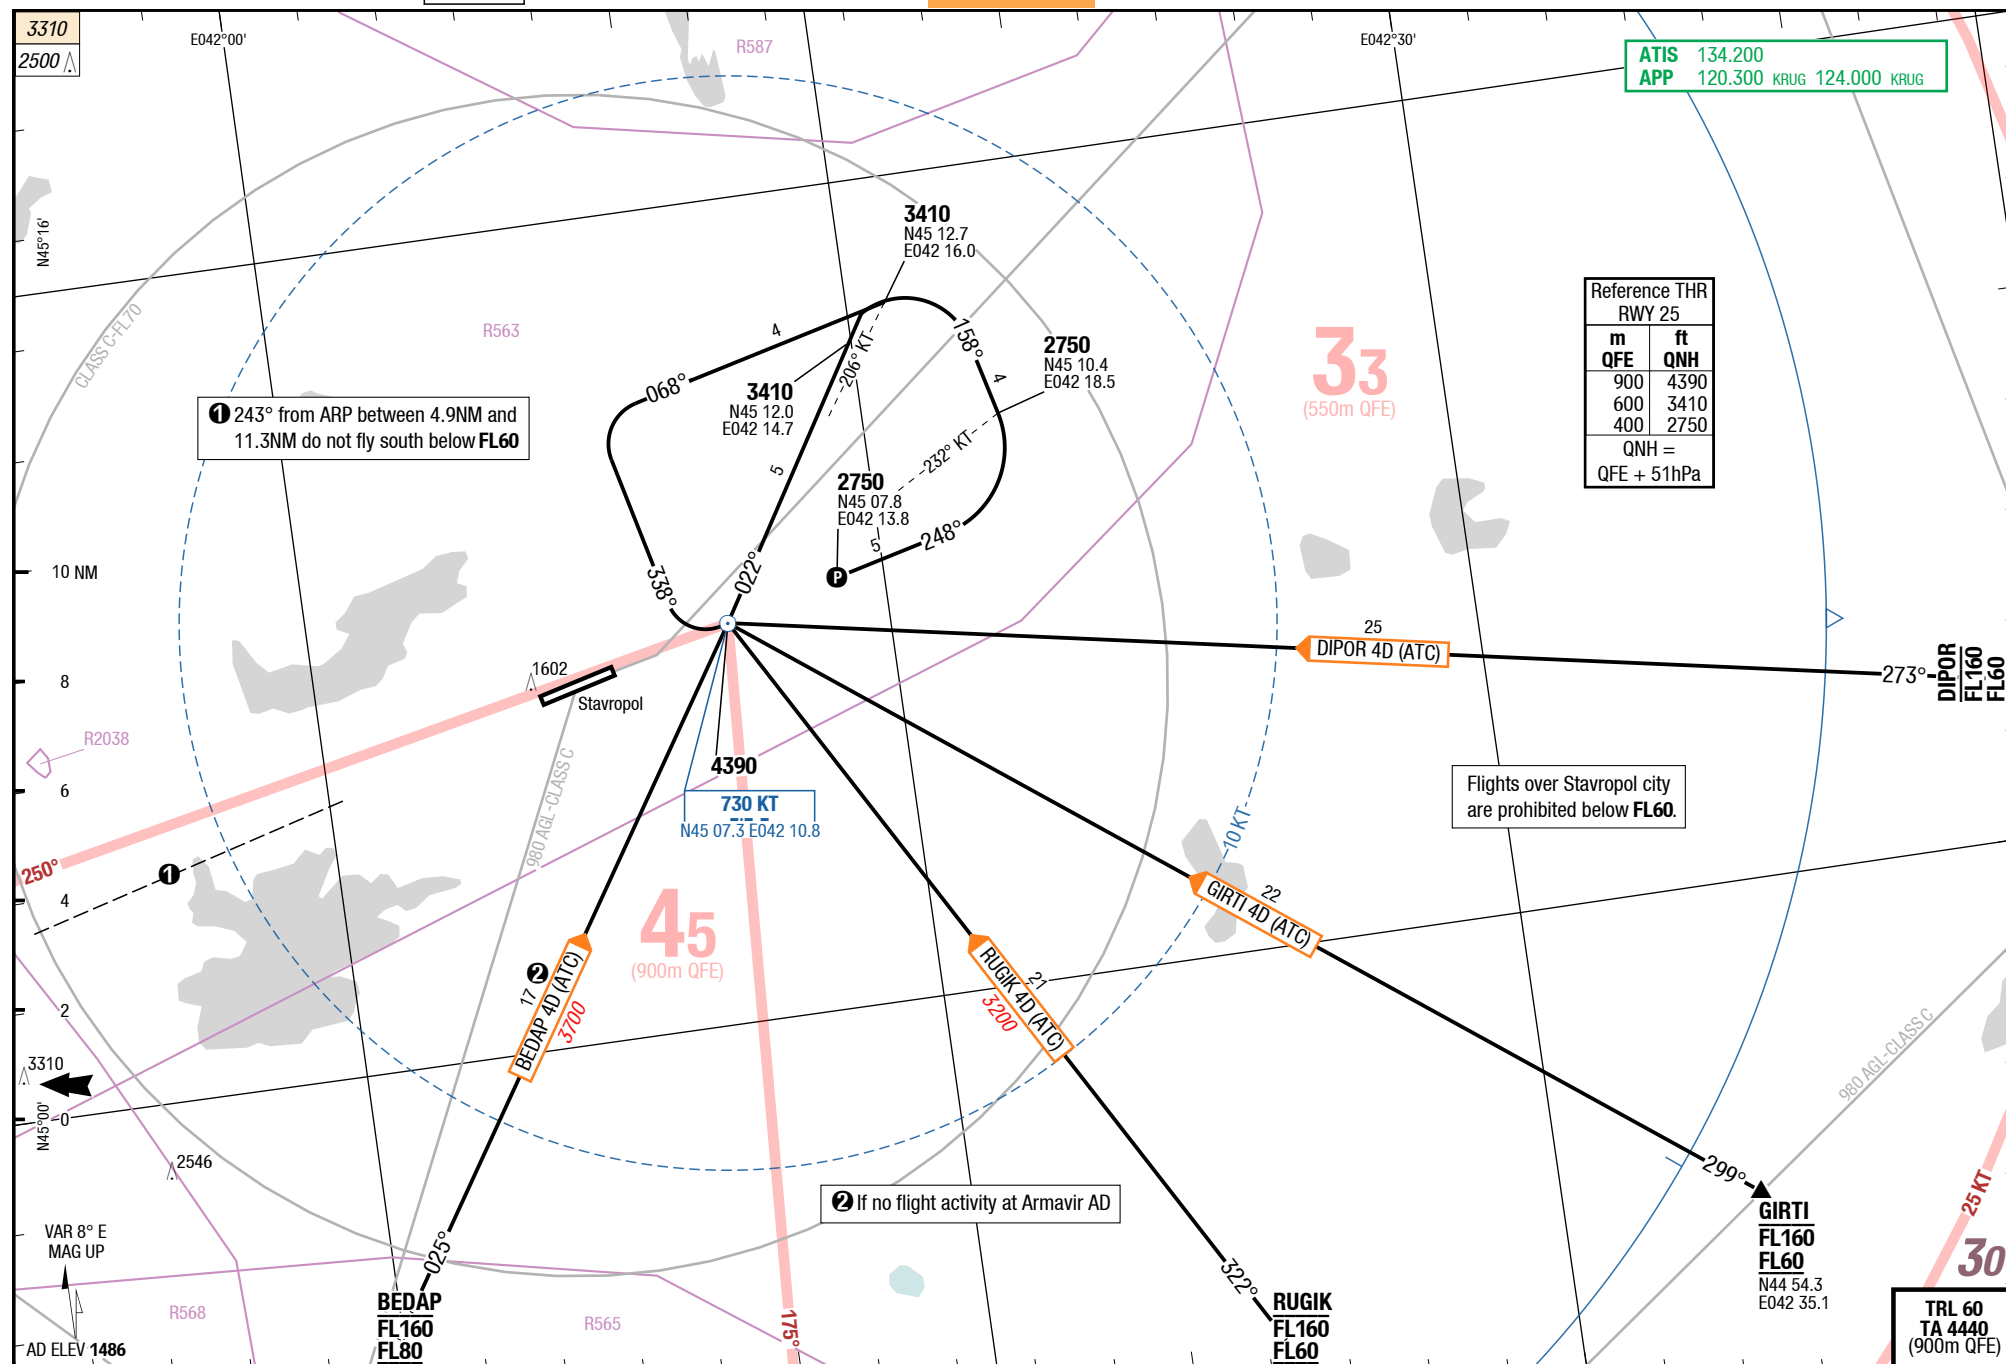 3310
2500
E042°00'
R587
E042°30'
ATIS 134.200
APP 120.300 KRUG 124.000 KRUG
N45°16'
CLASS C-FL70
R563
3410
N45 12.7
E042 16.0
4
068°
206° KT
158°
4
2750
N45 10.4
E042 18.5
3410
N45 12.0
E042 14.7
33
(550m QFE)
Reference THR
RWY 25
m ft
QFE QNH
900 4390
600 3410
400 2750
QNH =
QFE + 51hPa
1 243° from ARP between 4.9NM and
11.3NM do not fly south below FL60
5
232° KT
2750
N45 07.8
E042 13.8
5
248°
P
022°
338°
10 NM
8
6
4
2
0
1602
Stavropol
R2038
25
DIPOR 4D (ATC)
273°
DIPOR
FL160
FL60
4390
730 KT
N45 07.3 E042 10.8
980 AGL-CLASS C
Flights over Stavropol city
are prohibited below FL60.
10 KT
250°
1
45
(900m QFE)
22
GIRTI 4D (ATC)
2
17
BEDAP 4D (ATC)
3700
21
RUGIK 4D (ATC)
3200
980 AGL-CLASS C
3310
N45°00'
2546
299°
GIRTI
FL160
FL60
N44 54.3
E042 35.1
25 KT
30
2 If no flight activity at Armavir AD
VAR 8° E
MAG UP
025°
322°
BEDAP
FL160
FL80
R568
R565
175°
RUGIK
FL160
FL60
AD ELEV 1486
TRL 60
TA 4440
(900m QFE)